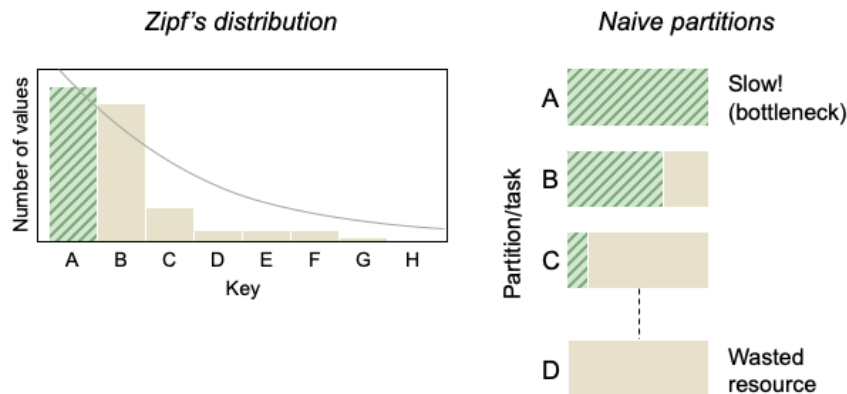 Zipf's distribution
Number of values
A B C D E F G H
Key
Naive partitions
Partition/task
A
Slow!
(bottleneck)
B
C
D
Wasted
resource